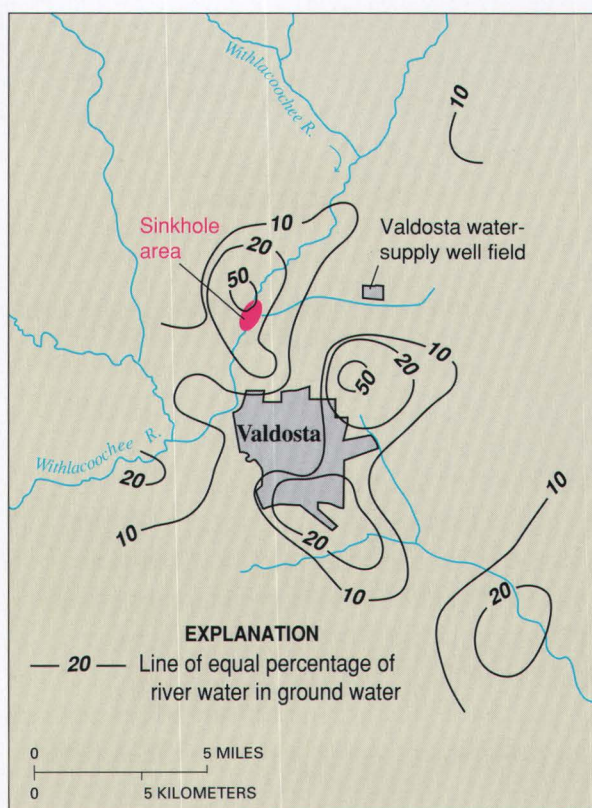 Withlacoochee R.
10
Sinkhole
area
10
20
50
Valdosta water-
supply well field
10
20
50
Valdosta
Withlacoochee R.
20
10
20
10
10
20
EXPLANATION
20 Line of equal percentage of
river water in ground water
0 5 MILES
0 5 KILOMETERS